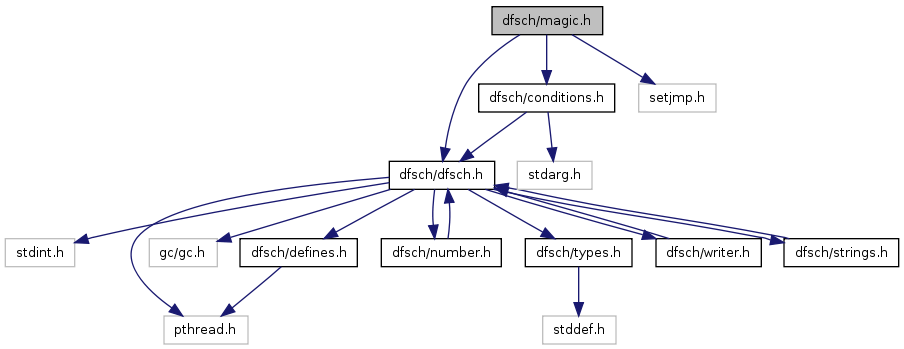 dfsch/magic.h
dfsch/conditions.h
setjmp.h
dfsch/dfsch.h
stdarg.h
stdint.h
gc/gc.h
dfsch/defines.h
dfsch/number.h
dfsch/types.h
dfsch/writer.h
dfsch/strings.h
pthread.h
stddef.h